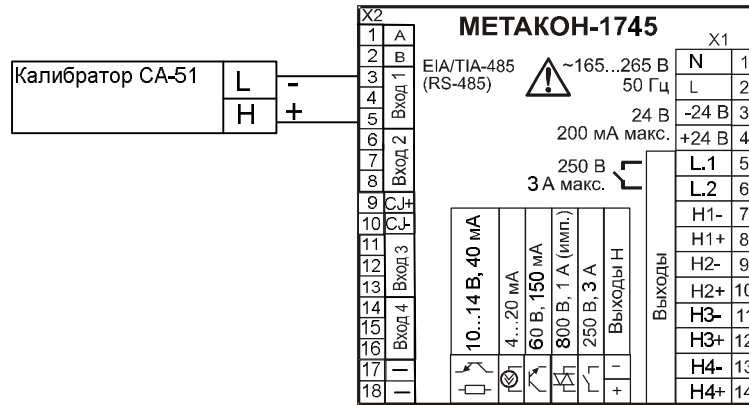 Калибратор СА-51
L -
H +
X2
МЕТАКОН-1745
X1
1 A
2 B
3
4
5
Вход 1
6
7
8
Вход 2
9 CJ+
10 CJ-
11
12
13
Вход 3
14
15
16
Вход 4
17 —
18 —
EIA/TIA-485
(RS-485)
~165...265 В
50 Гц
24 В
200 мА макс.
250 В
3 А макс.
10...14 В, 40 мА
4...20 мА
60 В, 150 мА
800 В, 1 А (имп.)
250 В, 3 А
Выходы Н
- +
Выходы
N 1
L 2
-24 В 3
+24 В 4
L.1 5
L.2 6
H1- 7
H1+ 8
H2- 9
H2+ 10
H3- 11
H3+ 12
H4- 13
H4+ 14